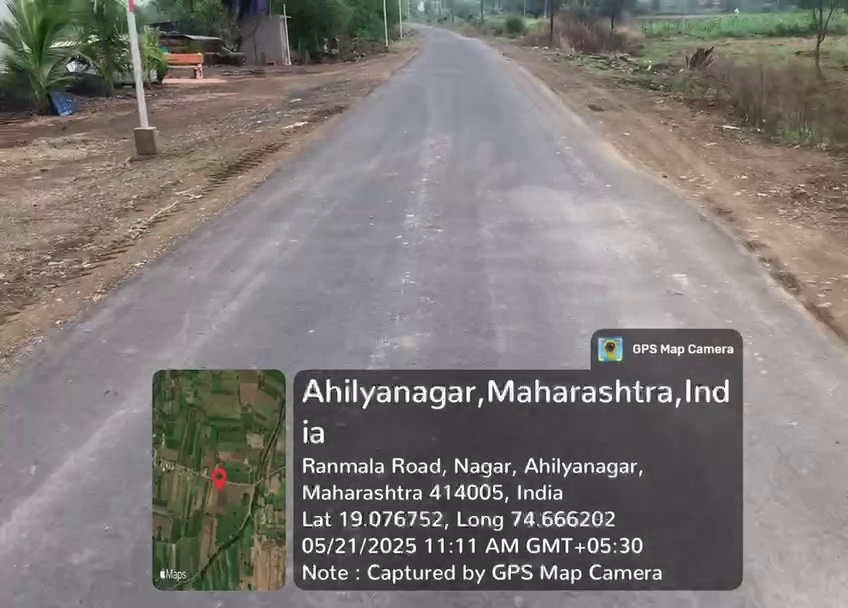 GPS Map Camera
Ahilyanagar,Maharashtra,Ind
ia
Ranmala Road, Nagar, Ahilyanagar,
Maharashtra 414005, India
Lat 19.076752, Long 74.666202
05/21/2025 11:11 AM GMT+05:30
Note : Captured by GPS Map Camera
Maps